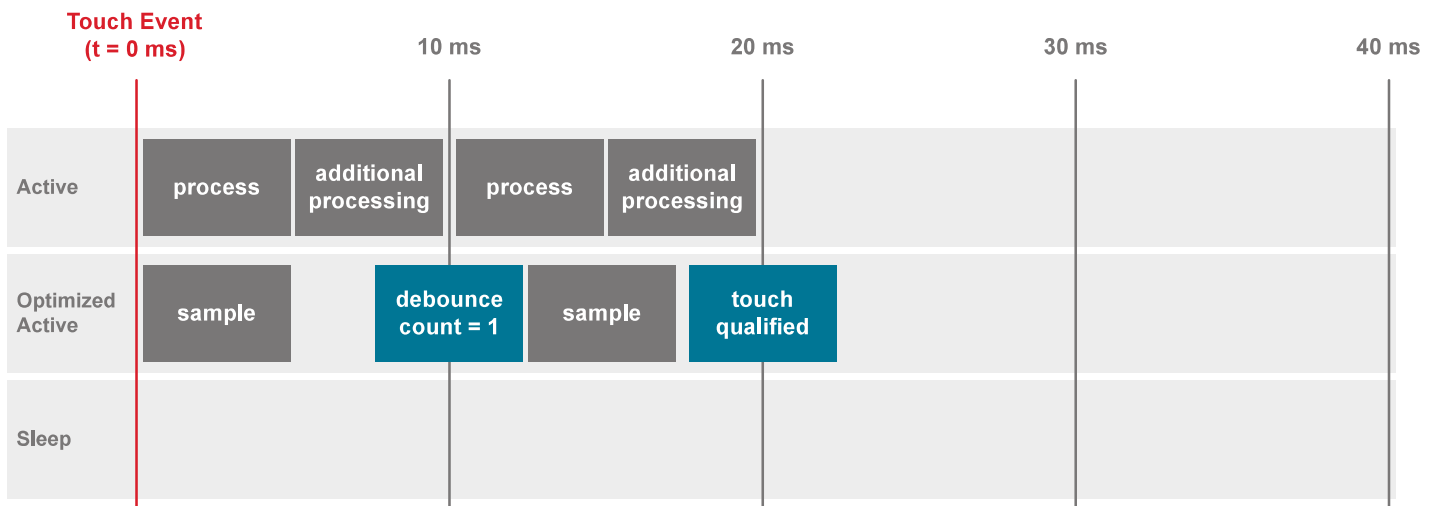 Touch Event
(t = 0 ms)
10 ms
20 ms
30 ms
40 ms
Active
process
additional
processing
process
additional
processing
Optimized
Active
sample
debounce
count = 1
sample
touch
qualified
Sleep